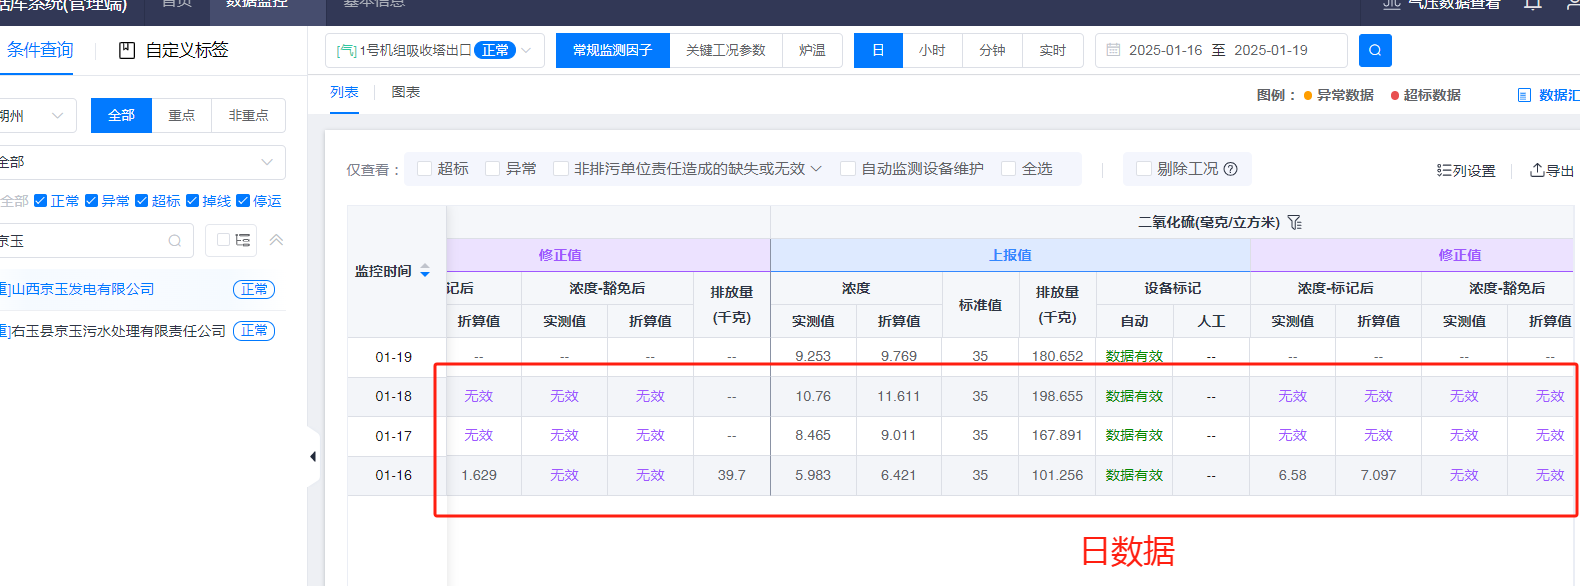 据库系统(管理端) 首页 数据监控 基本信息 气压数据查看
条件查询 自定义标签
[气]1号机组吸收塔出口 正常 常规监测因子 关键工况参数 炉温 日 小时 分钟 实时 2025-01-16 至 2025-01-19
列表 图表 图例： 异常数据 超标数据 数据汇
朔州 全部 重点 非重点
全部
仅查看： 超标 异常 非排污单位责任造成的缺失或无效 自动监测设备维护 全选 剔除工况 列设置 导出
全部 正常 异常 超标 掉线 停运
京玉
重]山西京玉发电有限公司 正常
重]右玉县京玉污水处理有限责任公司 正常
二氧化硫(毫克/立方米)
监控时间 修正值 上报值 修正值
记后 浓度-豁免后 排放量(千克) 浓度 标准值 排放量(千克) 设备标记 浓度-标记后 浓度-豁免后
折算值 实测值 折算值 实测值 折算值 自动 人工 实测值 折算值 实测值 折算值
01-19 -- -- -- -- 9.253 9.769 35 180.652 数据有效 -- -- -- -- --
01-18 无效 无效 无效 -- 10.76 11.611 35 198.655 数据有效 -- 无效 无效 无效 无效
01-17 无效 无效 无效 -- 8.465 9.011 35 167.891 数据有效 -- 无效 无效 无效 无效
01-16 1.629 无效 无效 39.7 5.983 6.421 35 101.256 数据有效 -- 6.58 7.097 无效 无效
日数据